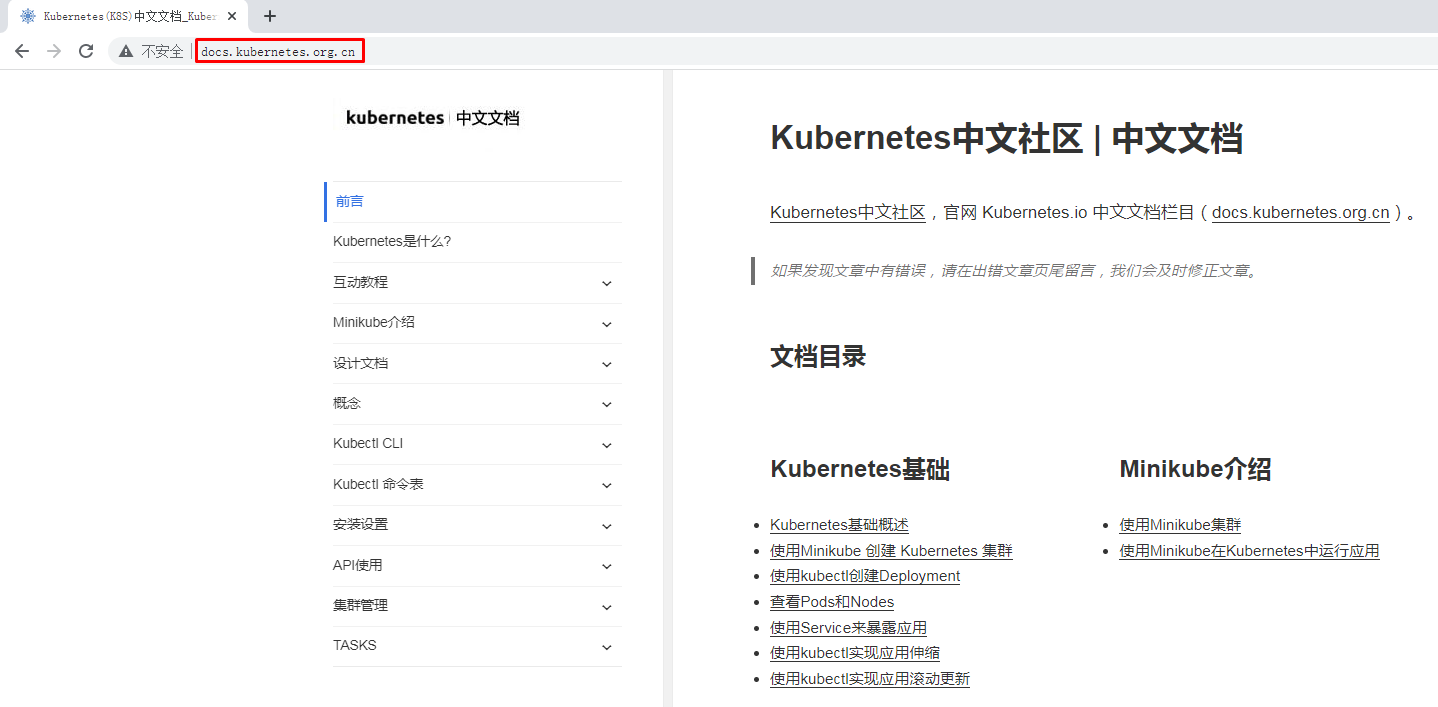 Kubernetes(K8S)中文文档_Kuber
不安全
docs.kubernetes.org.cn
kubernetes 中文文档
前言
Kubernetes是什么?
互动教程
Minikube介绍
设计文档
概念
Kubectl CLI
Kubectl 命令表
安装设置
API使用
集群管理
TASKS
Kubernetes中文社区 | 中文文档
Kubernetes中文社区，官网 Kubernetes.io 中文文档栏目（docs.kubernetes.org.cn）。
如果发现文章中有错误，请在出错文章页尾留言，我们会及时修正文章。
文档目录
Kubernetes基础
Kubernetes基础概述
使用Minikube 创建 Kubernetes 集群
使用kubectl创建Deployment
查看Pods和Nodes
使用Service来暴露应用
使用kubectl实现应用伸缩
使用kubectl实现应用滚动更新
Minikube介绍
使用Minikube集群
使用Minikube在Kubernetes中运行应用